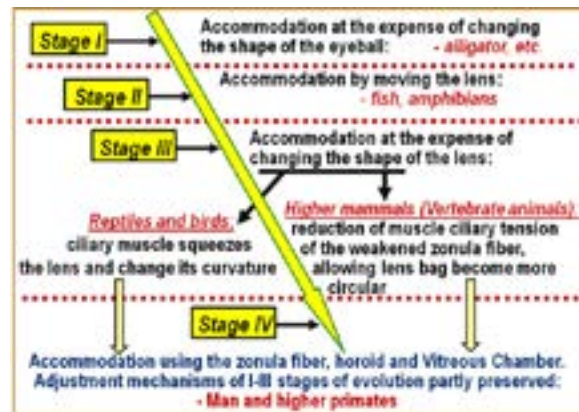 Stage I
Accommodation at the expense of changing
the shape of the eyeball: - alligator, etc
Stage II
Accommodation by moving the lens:
- fish, amphibians
Stage III
Accommodation at the expense of
changing the shape of the lens:
Reptiles and birds:
ciliary muscle squeezes
the lens and change its curvature
Higher mammals (Vertebrate animals):
reduction of muscle ciliary tension
of the weakened zonula fiber,
allowing lens bag become more
circular
Stage IV
Accommodation using the zonula fiber, horoid and Vitreous Chamber.
Adjustment mechanisms of I-III stages of evolution partly preserved:
- Man and higher primates